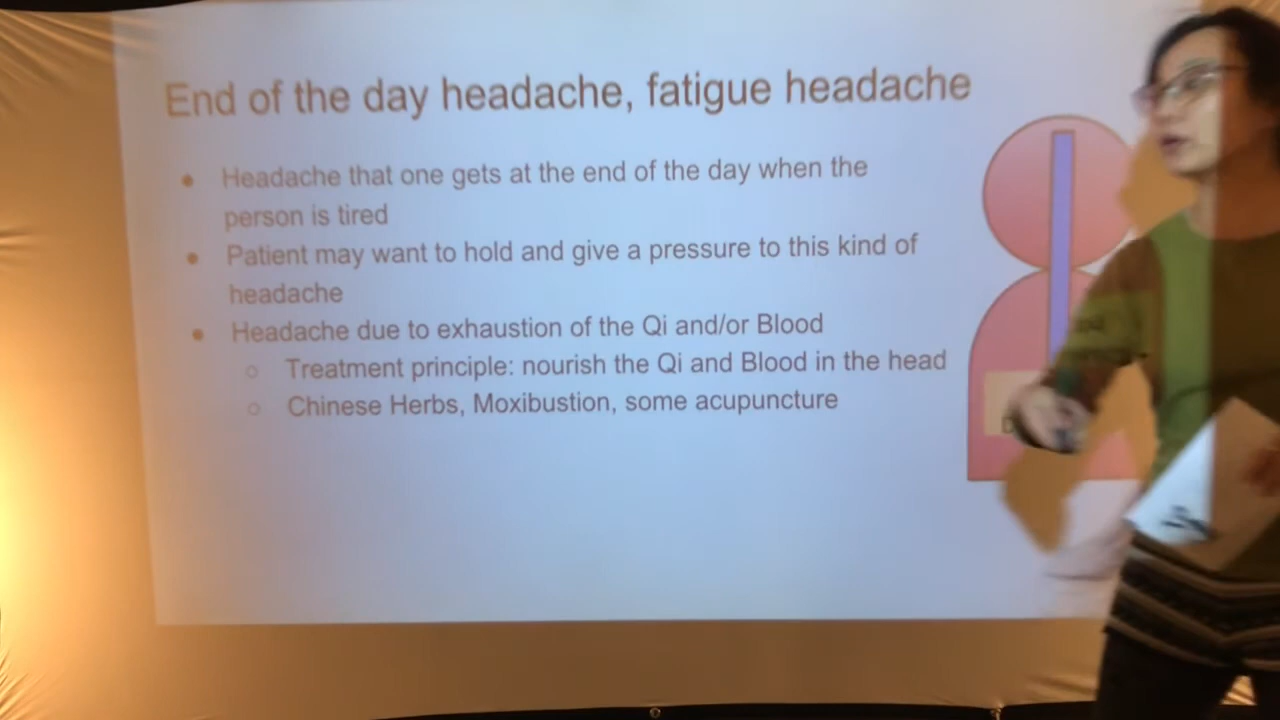 End of the day headache, fatigue headache
● Headache that one gets at the end of the day when the
person is tired
● Patient may want to hold and give a pressure to this kind of
headache
● Headache due to exhaustion of the Qi and/or Blood
○ Treatment principle: nourish the Qi and Blood in the head
○ Chinese Herbs, Moxibustion, some acupuncture